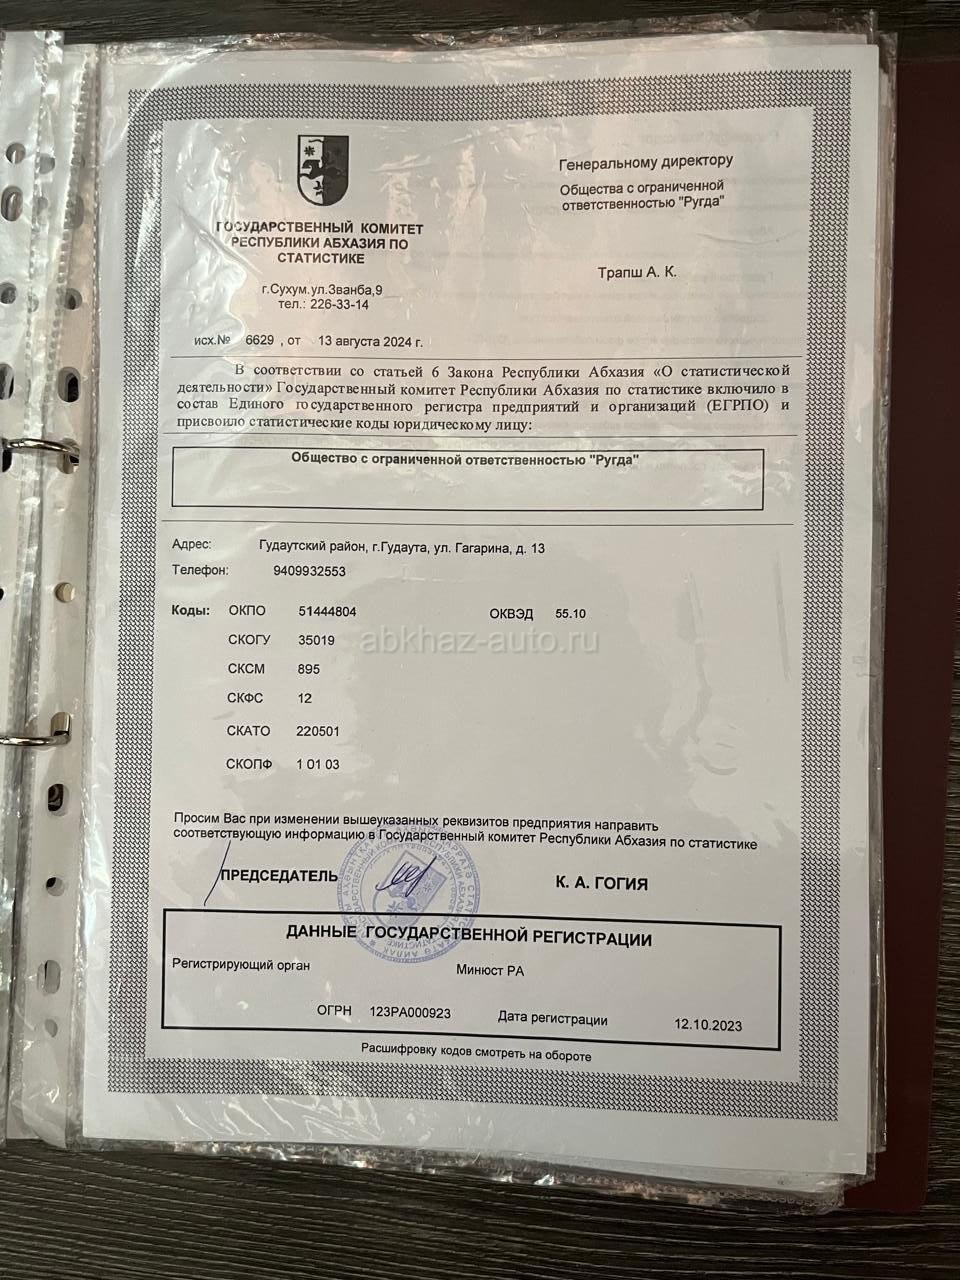 ГОСУДАРСТВЕННЫЙ КОМИТЕТ
РЕСПУБЛИКИ АБХАЗИЯ ПО
СТАТИСТИКЕ
г.Сухум.ул.Званба,9
тел.: 226-33-14
Генеральному директору
Общества с ограниченной
ответственностью "Ругда"
Трапш А. К.
исх.№ 6629 , от 13 августа 2024 г.
В соответствии со статьей 6 Закона Республики Абхазия «О статистической
деятельности» Государственный комитет Республики Абхазия по статистике включило в
состав Единого государственного регистра предприятий и организаций (ЕГРПО) и
присвоило статистические коды юридическому лицу:
Общество с ограниченной ответственностью "Ругда"
Адрес: Гудаутский район, г.Гудаута, ул. Гагарина, д. 13
Телефон: 9409932553
Коды: ОКПО 51444804 ОКВЭД 55.10
СКОГУ 35019
abkhaz-auto.ru
СКСМ 895
СКФС 12
СКАТО 220501
СКОПФ 1 01 03
Просим Вас при изменении вышеуказанных реквизитов предприятия направить
соответствующую информацию в Государственный комитет Республики Абхазия по статистике
ПРЕДСЕДАТЕЛЬ К. А. ГОГИЯ
ДАННЫЕ ГОСУДАРСТВЕННОЙ РЕГИСТРАЦИИ
Регистрирующий орган Минюст РА
ОГРН 123РА000923 Дата регистрации 12.10.2023
Расшифровку кодов смотреть на обороте